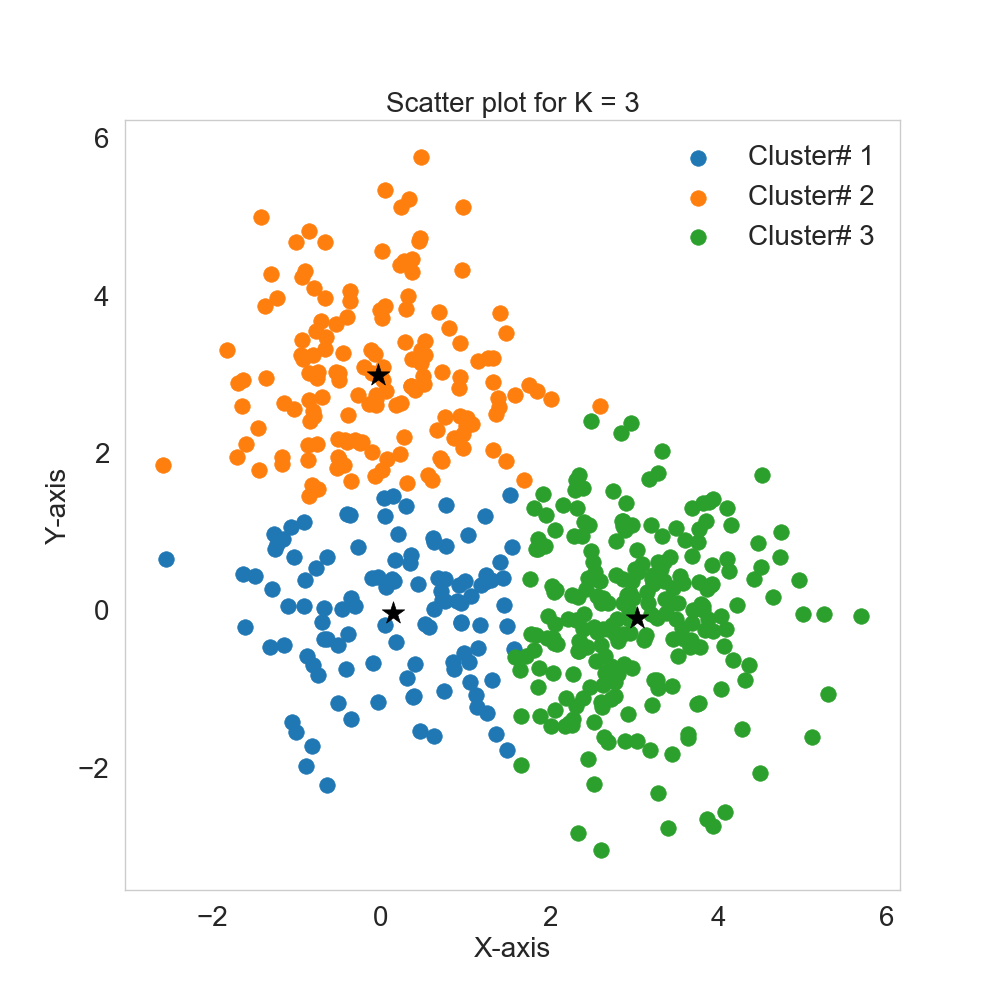 Scatter plot for K = 3
Cluster# 1
Cluster# 2
Cluster# 3
6
4
2
0
−2
Y-axis
−2 0 2 4 6
X-axis